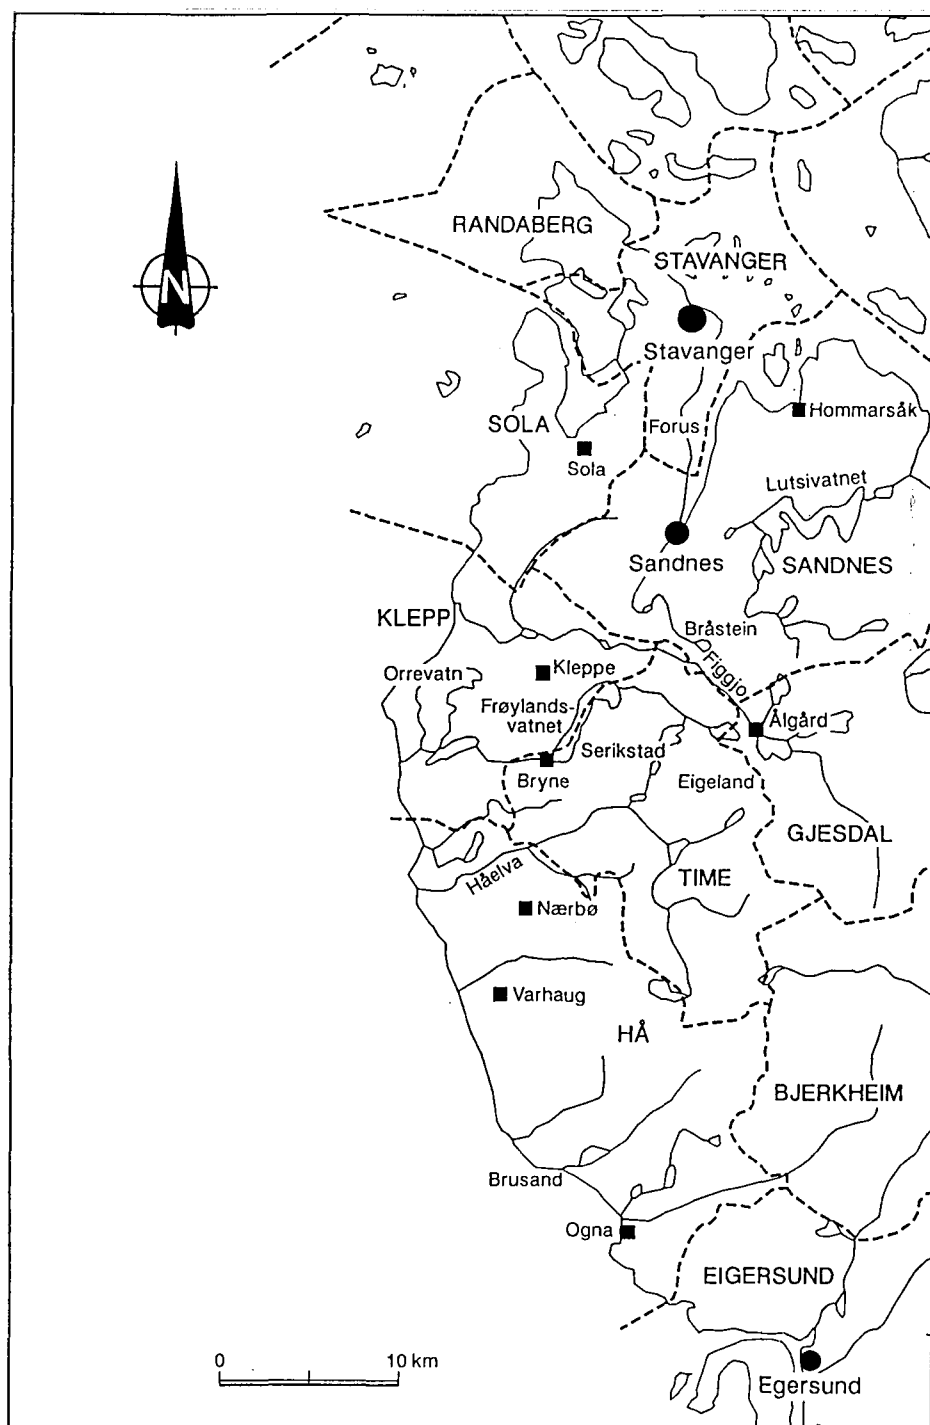 RANDABERG
STAVANGER
N
Stavanger
Hommarsåk
SOLA
Forus
Sola
Lutsivatnet
Sandnes
SANDNES
KLEPP
Bråstein
Figgjo
Orrevatn
Kleppe
Frøylands-
vatnet
Ålgård
Serikstad
Bryne
Eigeland
GJESDAL
Håelva
TIME
Nærbø
Varhaug
HÅ
BJERKHEIM
Brusand
Ogna
EIGERSUND
0 10 km
Egersund